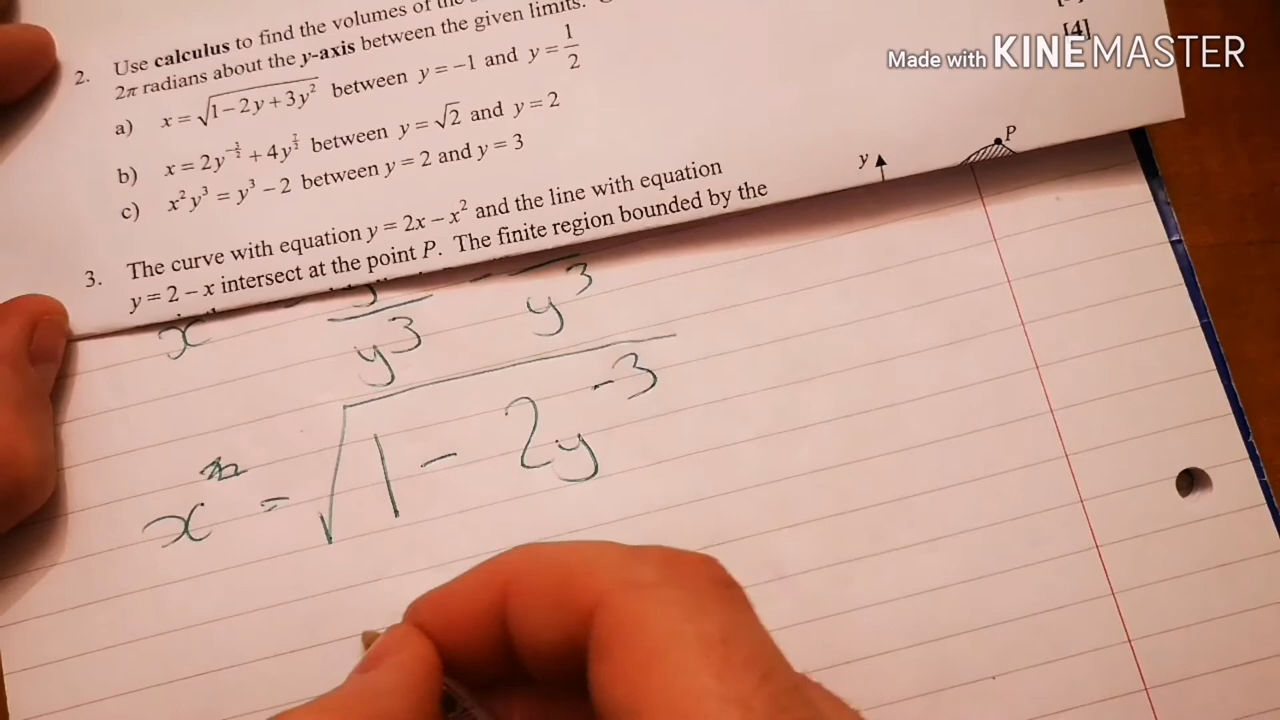 2. Use calculus to find the volumes of the
2π radians about the y-axis between the given limits.
[4]
Made with KINEMASTER
a) x = √(1 − 2y + 3y²) between y = −1 and y = 1/2
b) between y = √2 and y = 2
c) x²y³ = y³ − 2 between y = 2 and y = 3
P
y
3. The curve with equation y = 2x − x² and the line with equation
y = 2 − x intersect at the point P. The finite region bounded by the
x
y³ y³
x = √(1 − 2y⁻³)